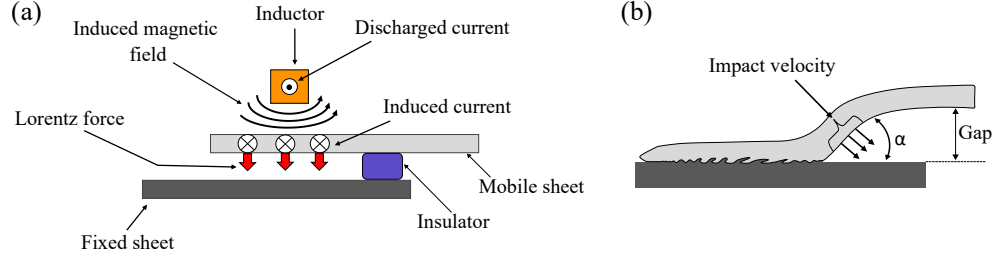 (a)
Inductor
Induced magnetic
field
Discharged current
Induced current
Lorentz force
Mobile sheet
Insulator
Fixed sheet
(b)
Impact velocity
α
Gap